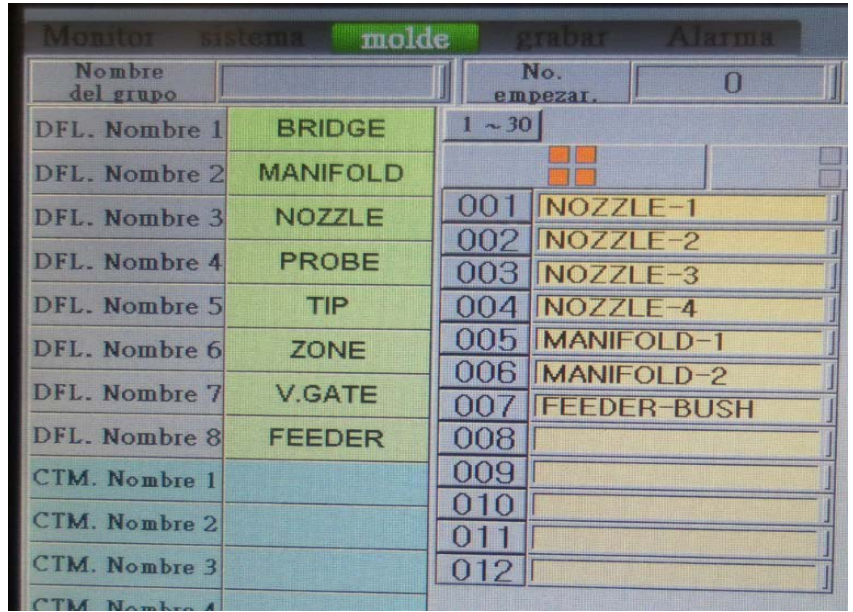 Monitor sistema molde grabar Alarma
Nombre del grupo
No. empezar. 0
DFL. Nombre 1 BRIDGE
DFL. Nombre 2 MANIFOLD
DFL. Nombre 3 NOZZLE
DFL. Nombre 4 PROBE
DFL. Nombre 5 TIP
DFL. Nombre 6 ZONE
DFL. Nombre 7 V.GATE
DFL. Nombre 8 FEEDER
CTM. Nombre 1
CTM. Nombre 2
CTM. Nombre 3
CTM. Nombre 4
1 ~ 30
001 NOZZLE-1
002 NOZZLE-2
003 NOZZLE-3
004 NOZZLE-4
005 MANIFOLD-1
006 MANIFOLD-2
007 FEEDER-BUSH
008
009
010
011
012